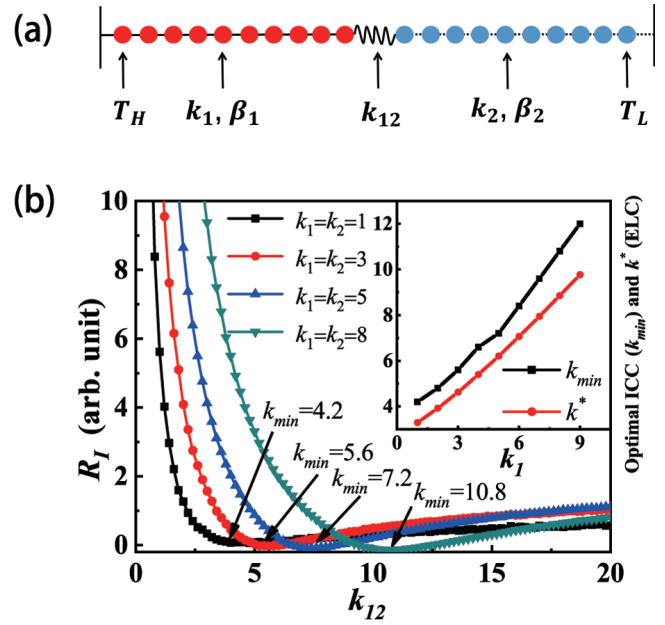 (a)
T_H k_1, β_1 k_12 k_2, β_2 T_L
(b)
R_I (arb. unit)
10
8
6
4
2
0
0 5 10 15 20
k_12
k_1=k_2=1
k_1=k_2=3
k_1=k_2=5
k_1=k_2=8
k_min=4.2
k_min=5.6
k_min=7.2
k_min=10.8
12
10
8
6
4
0 3 6 9
k_1
k_min
k*
Optimal ICC (k_min) and k* (ELC)